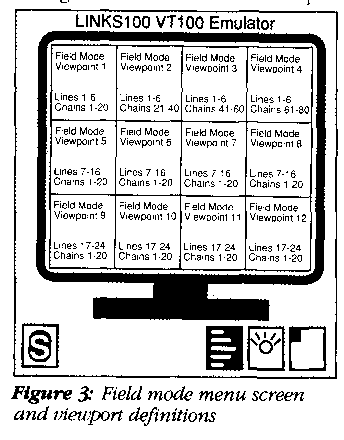 LINKS100 VT100 Emulator
Field Mode Viewpoint 1
Lines 1-6
Chains 1-20
Field Mode Viewpoint 2
Lines 1-6
Chains 21-40
Field Mode Viewpoint 3
Lines 1-6
Chains 41-60
Field Mode Viewpoint 4
Lines 1-6
Chains 61-80
Field Mode Viewpoint 5
Lines 7-16
Chains 1-20
Field Mode Viewpoint 6
Lines 7-16
Chains 1-20
Field Mode Viewpoint 7
Lines 7-16
Chains 1-20
Field Mode Viewpoint 8
Lines 7-16
Chains 1-20
Field Mode Viewpoint 9
Lines 17-24
Chains 1-20
Field Mode Viewpoint 10
Lines 17-24
Chains 1-20
Field Mode Viewpoint 11
Lines 17-24
Chains 1-20
Field Mode Viewpoint 12
Lines 17-24
Chains 1-20
S
Figure 3: Field mode menu screen
and viewport definitions